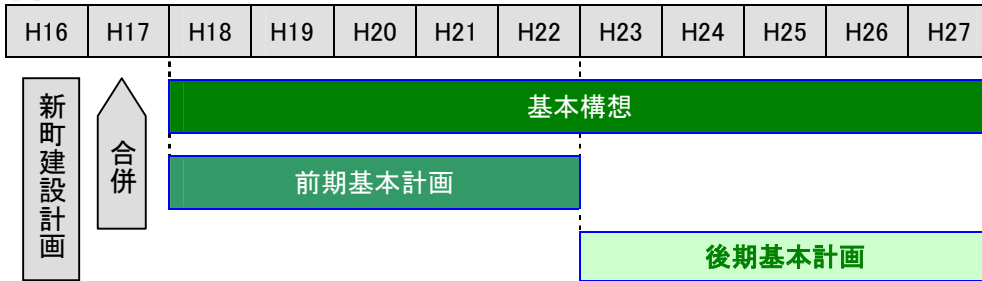 H16 H17 H18 H19 H20 H21 H22 H23 H24 H25 H26 H27
新町建設計画
合併
基本構想
前期基本計画
後期基本計画